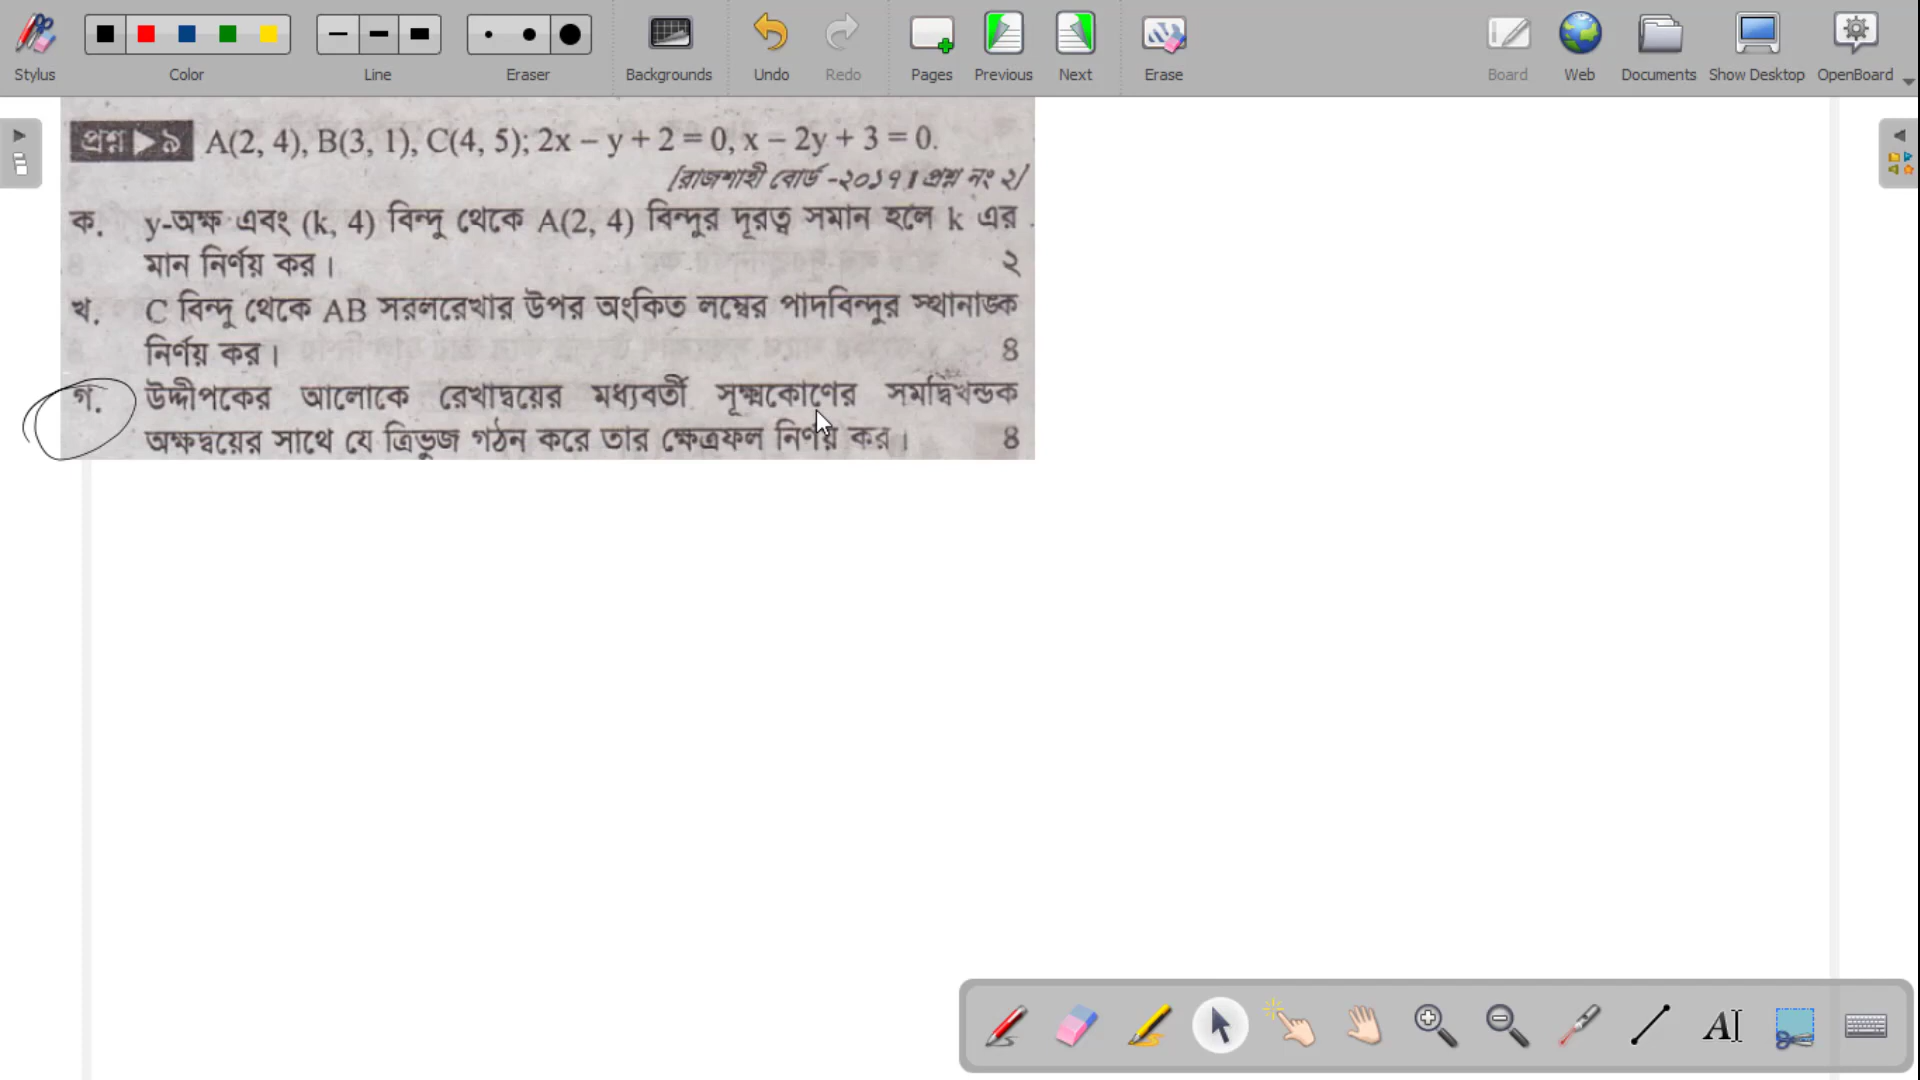 Stylus Color Line Eraser Backgrounds Undo Redo Pages Previous Next Erase Board Web Documents Show Desktop OpenBoard
প্রশ্ন ▶ ৯ A(2, 4), B(3, 1), C(4, 5); 2x – y + 2 = 0, x – 2y + 3 = 0.
[রাজশাহী বোর্ড -২০১৭। প্রশ্ন নং ২]
ক. y-অক্ষ এবং (k, 4) বিন্দু থেকে A(2, 4) বিন্দুর দূরত্ব সমান হলে k এর
মান নির্ণয় কর। ২
খ. C বিন্দু থেকে AB সরলরেখার উপর অংকিত লম্বের পাদবিন্দুর স্থানাঙ্ক
নির্ণয় কর। ৪
গ. উদ্দীপকের আলোকে রেখাদ্বয়ের মধ্যবর্তী সূক্ষ্মকোণের সমদ্বিখন্ডক
অক্ষদ্বয়ের সাথে যে ত্রিভুজ গঠন করে তার ক্ষেত্রফল নির্ণয় কর। ৪